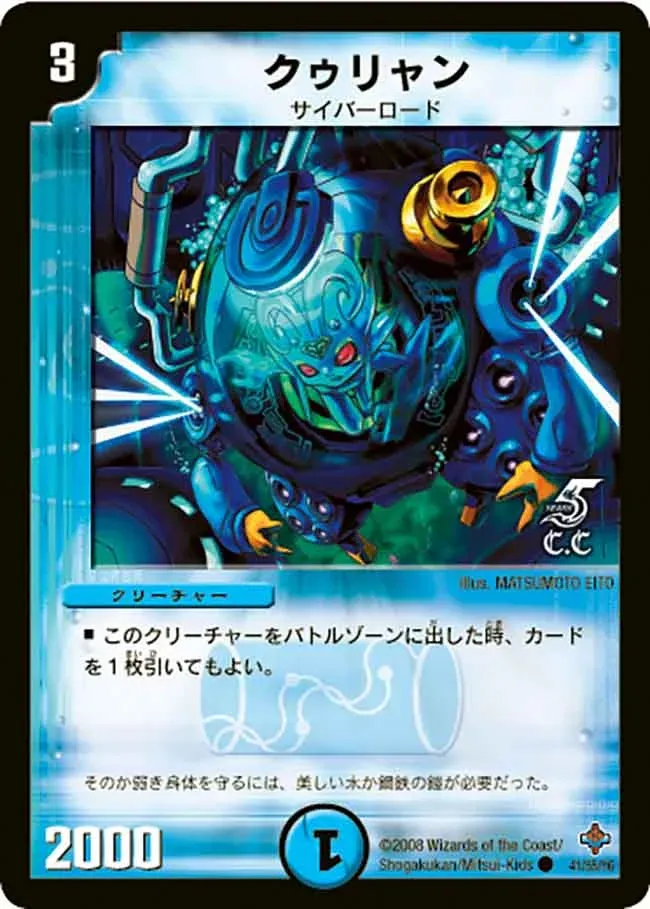 3
クゥリャン
サイバーロード
5
YEARS
C.C
illus. MATSUMOTO EITO
クリーチャー
■ このクリーチャーをバトルゾーンに出した時、カード
を1枚引いてもよい。
そのか弱き身体を守るには、美しい水か鋼鉄の鎧が必要だった。
2000
1
©2008 Wizards of the Coast/
Shogakukan/Mitsui-Kids
41/55/Y6